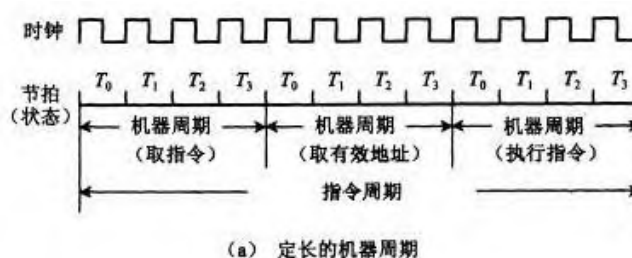 时钟
节拍
(状态)
T₀ T₁ T₂ T₃ T₀ T₁ T₂ T₃ T₀ T₁ T₂ T₃
机器周期 机器周期 机器周期
(取指令) (取有效地址) (执行指令)
指令周期
(a) 定长的机器周期